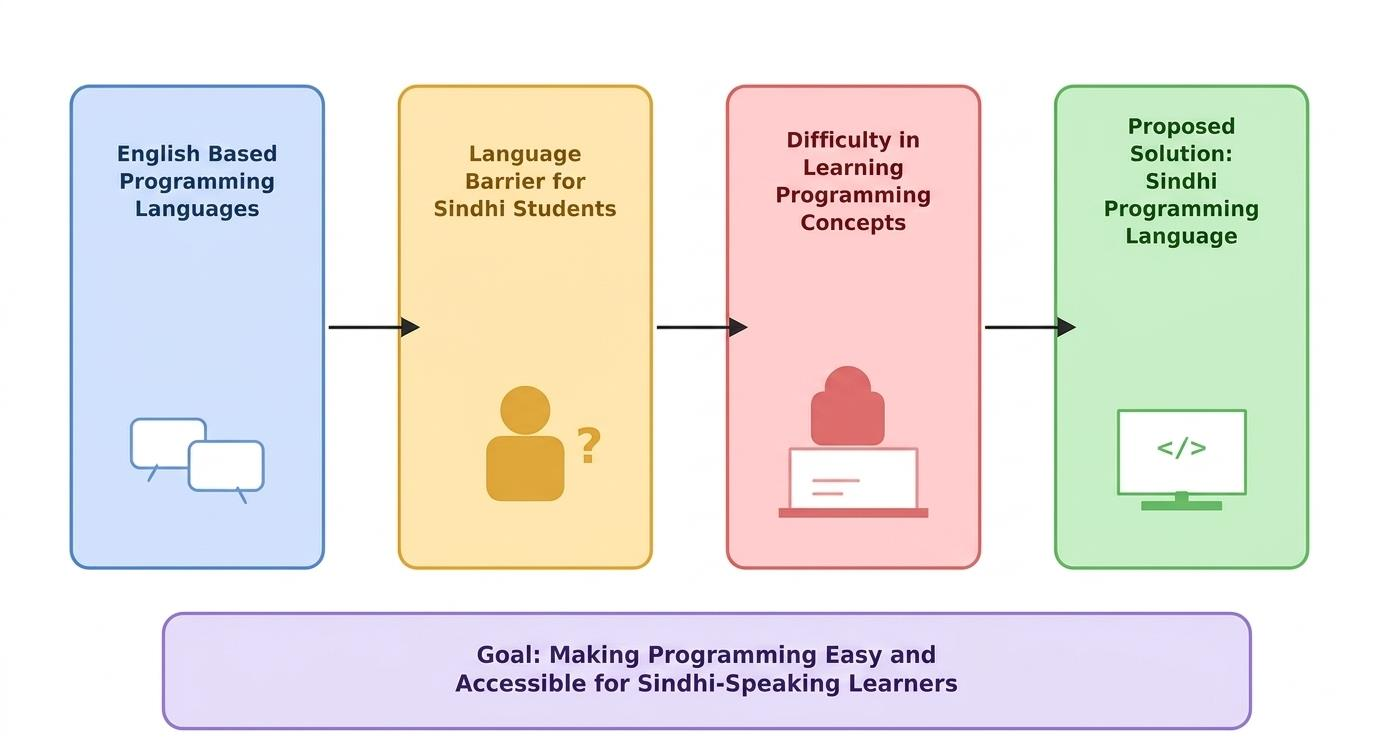 English Based
Programming
Languages
Language
Barrier for
Sindhi Students
?
Difficulty in
Learning
Programming
Concepts
Proposed
Solution:
Sindhi
Programming
Language
</>
Goal: Making Programming Easy and
Accessible for Sindhi-Speaking Learners